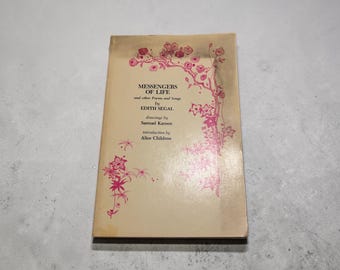 MESSENGERS
OF LIFE
and other Poems and Songs
by
EDITH SEGAL
drawings by
Samuel Kamen
introduction by
Alice Childress